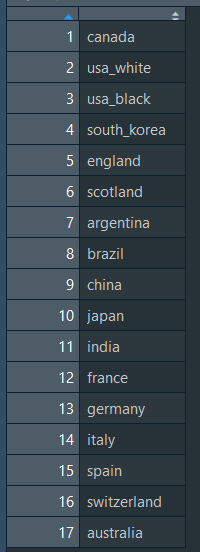 1 canada
2 usa_white
3 usa_black
4 south_korea
5 england
6 scotland
7 argentina
8 brazil
9 china
10 japan
11 india
12 france
13 germany
14 italy
15 spain
16 switzerland
17 australia